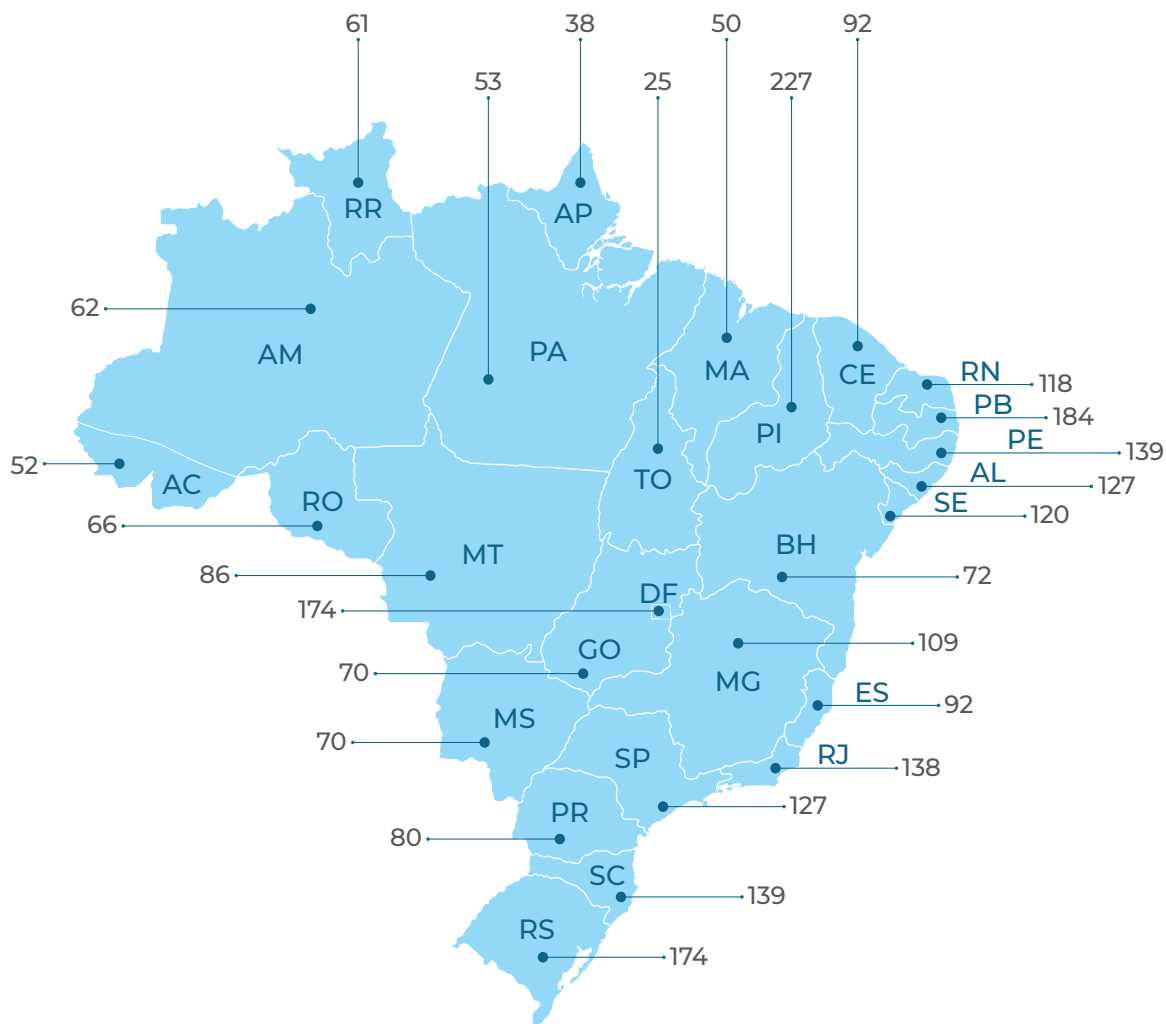 61 38 50 92
53 25 227
RR AP
62
AM PA MA CE RN 118
PI PB 184
PE 139
52 AC TO AL 127
RO SE 120
66
MT BH
86 72
174 DF
GO 109
70 MG
ES 92
MS
70 SP RJ 138
127
PR
80
SC
139
RS
174